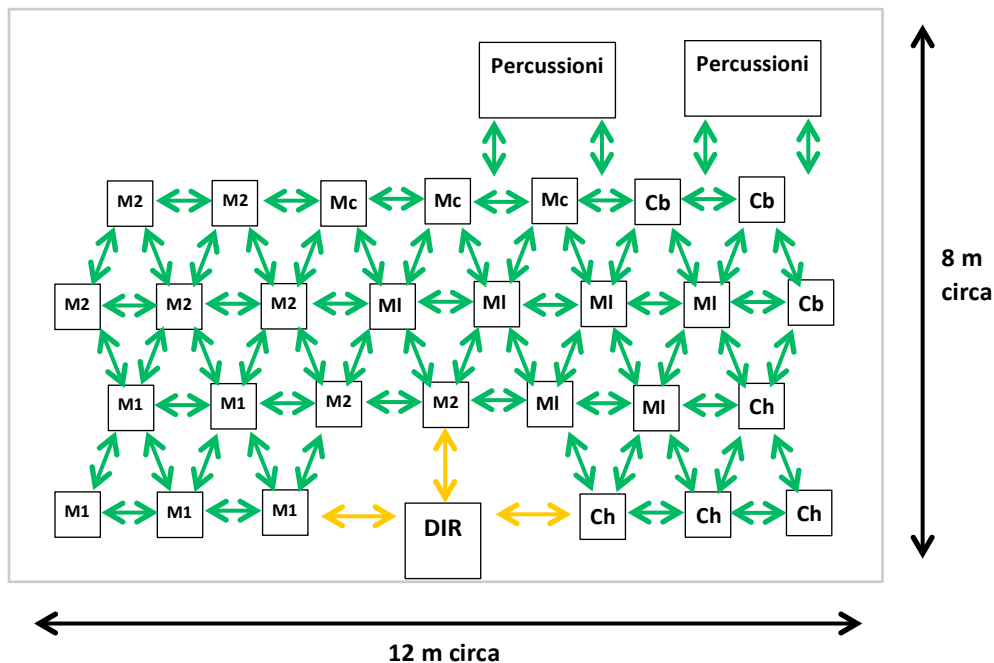 Percussioni
Percussioni
M2 M2 Mc Mc Mc Cb Cb
M2 M2 M2 Ml Ml Ml Ml Cb
M1 M1 M2 M2 Ml Ml Ch
M1 M1 M1 DIR Ch Ch Ch
8 m
circa
12 m circa